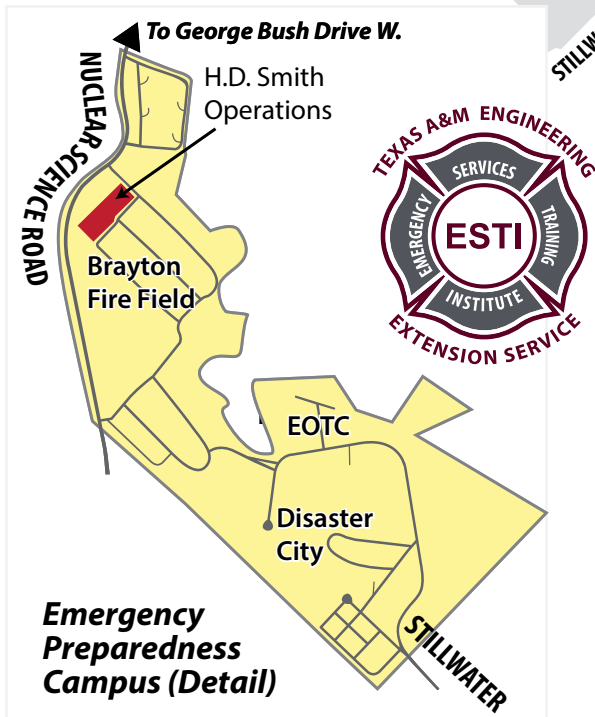 To George Bush Drive W.
STILLW
NUCLEAR SCIENCE ROAD
H.D. Smith
Operations
TEXAS A&M ENGINEERING
SERVICES
EMERGENCY
ESTI
TRAINING
INSTITUTE
EXTENSION SERVICE
Brayton
Fire Field
EOTC
Disaster
City
Emergency
Preparedness
Campus (Detail)
STILLWATER